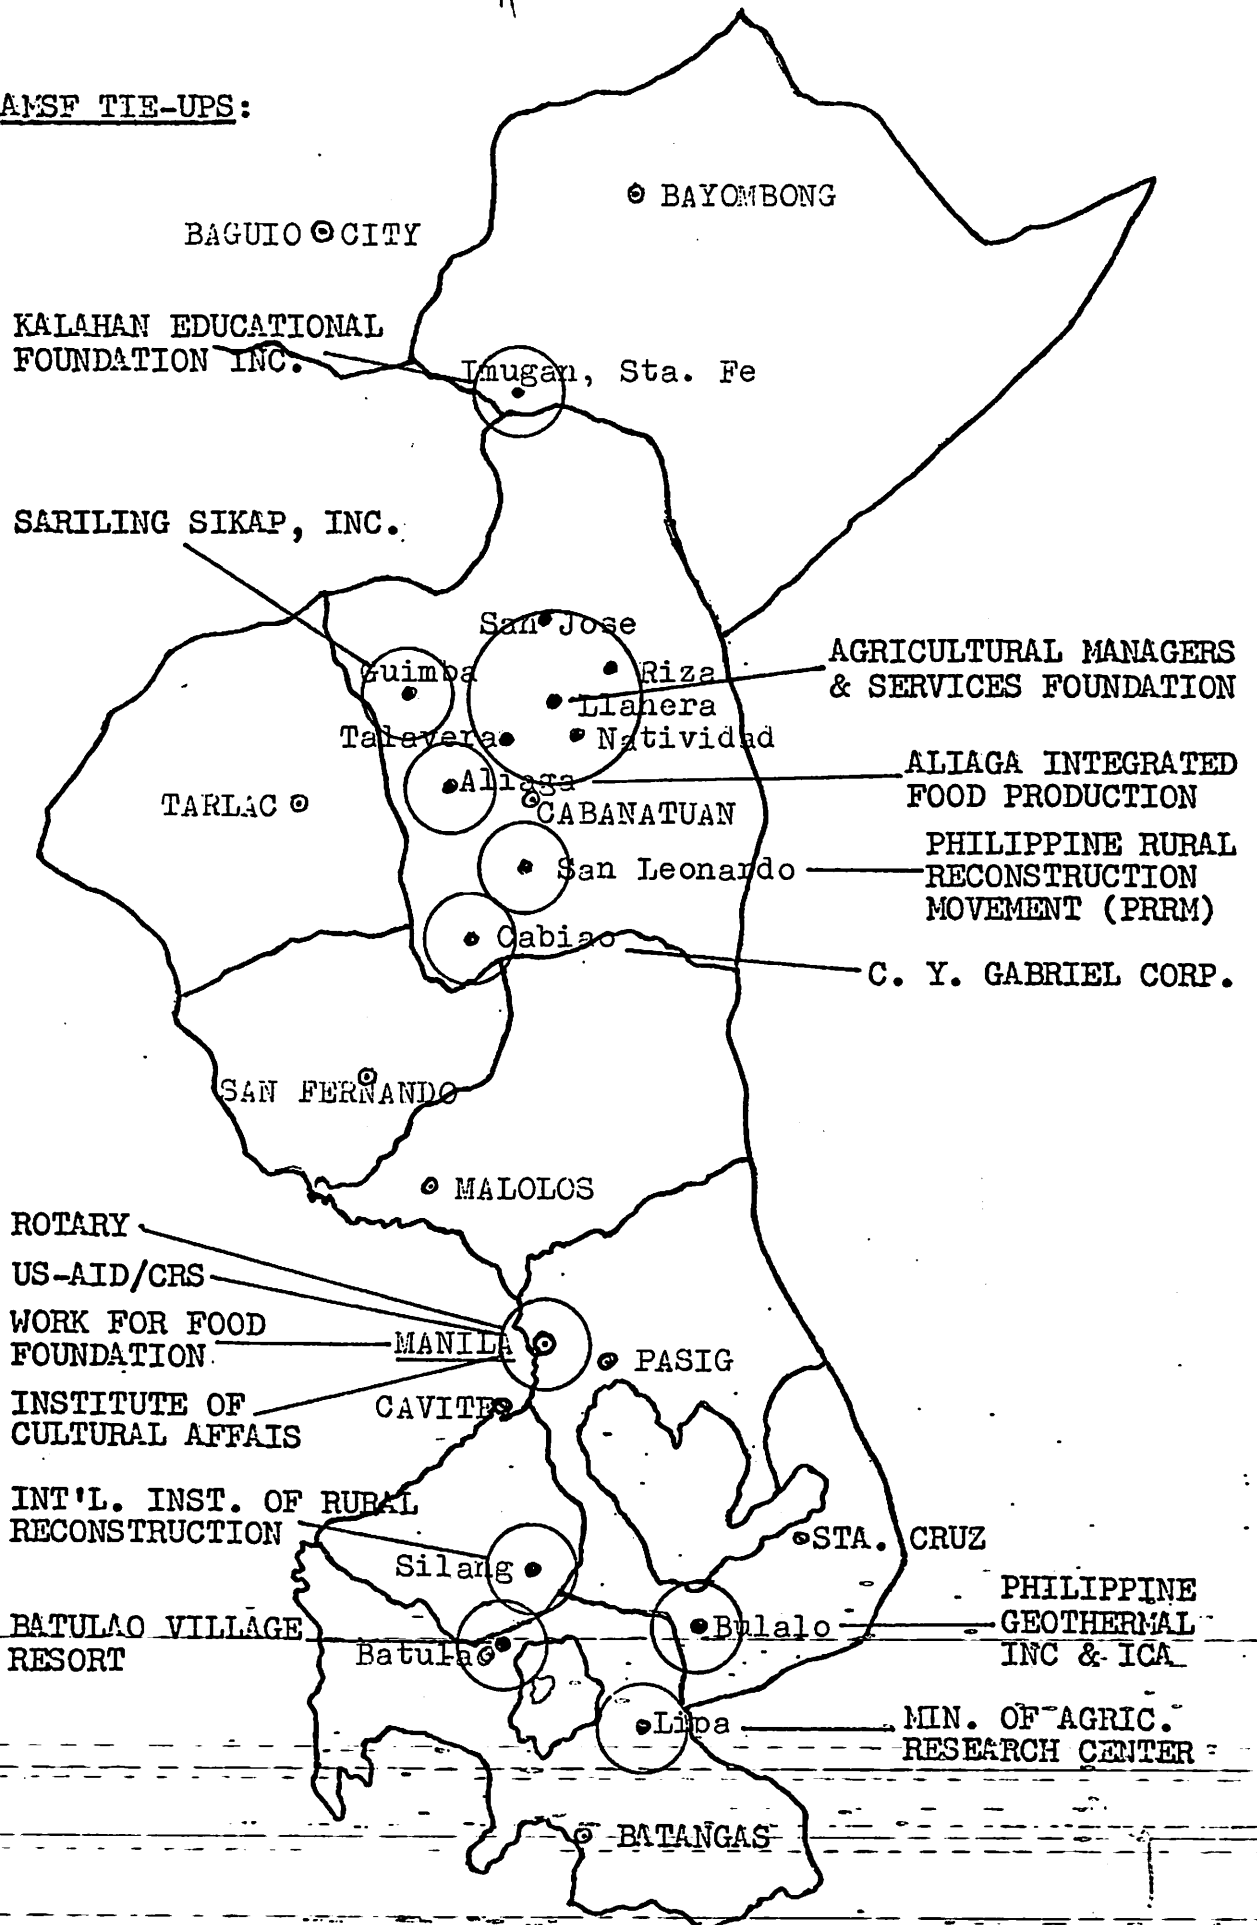 AMSF TIE-UPS:
BAYOMBONG
BAGUIO CITY
KALAHAN EDUCATIONAL
FOUNDATION INC.
Imugan, Sta. Fe
SARILING SIKAP, INC.
San Jose
Guimba
Riza
AGRICULTURAL MANAGERS
& SERVICES FOUNDATION
Llanera
Talavera
Natividad
Aliaga
ALIAGA INTEGRATED
FOOD PRODUCTION
TARLAC
CABANATUAN
San Leonardo
PHILIPPINE RURAL
RECONSTRUCTION
MOVEMENT (PRRM)
Cabiao
C. Y. GABRIEL CORP.
SAN FERNANDO
MALOLOS
ROTARY
US-AID/CRS
WORK FOR FOOD
FOUNDATION
MANILA
PASIG
INSTITUTE OF
CULTURAL AFFAIS
CAVITE
INT'L. INST. OF RURAL
RECONSTRUCTION
Silang
STA. CRUZ
BATULAO VILLAGE
RESORT
Batulao
Bulalo
PHILIPPINE
GEOTHERMAL
INC & ICA
Lipa
MIN. OF AGRIC.
RESEARCH CENTER
BATANGAS